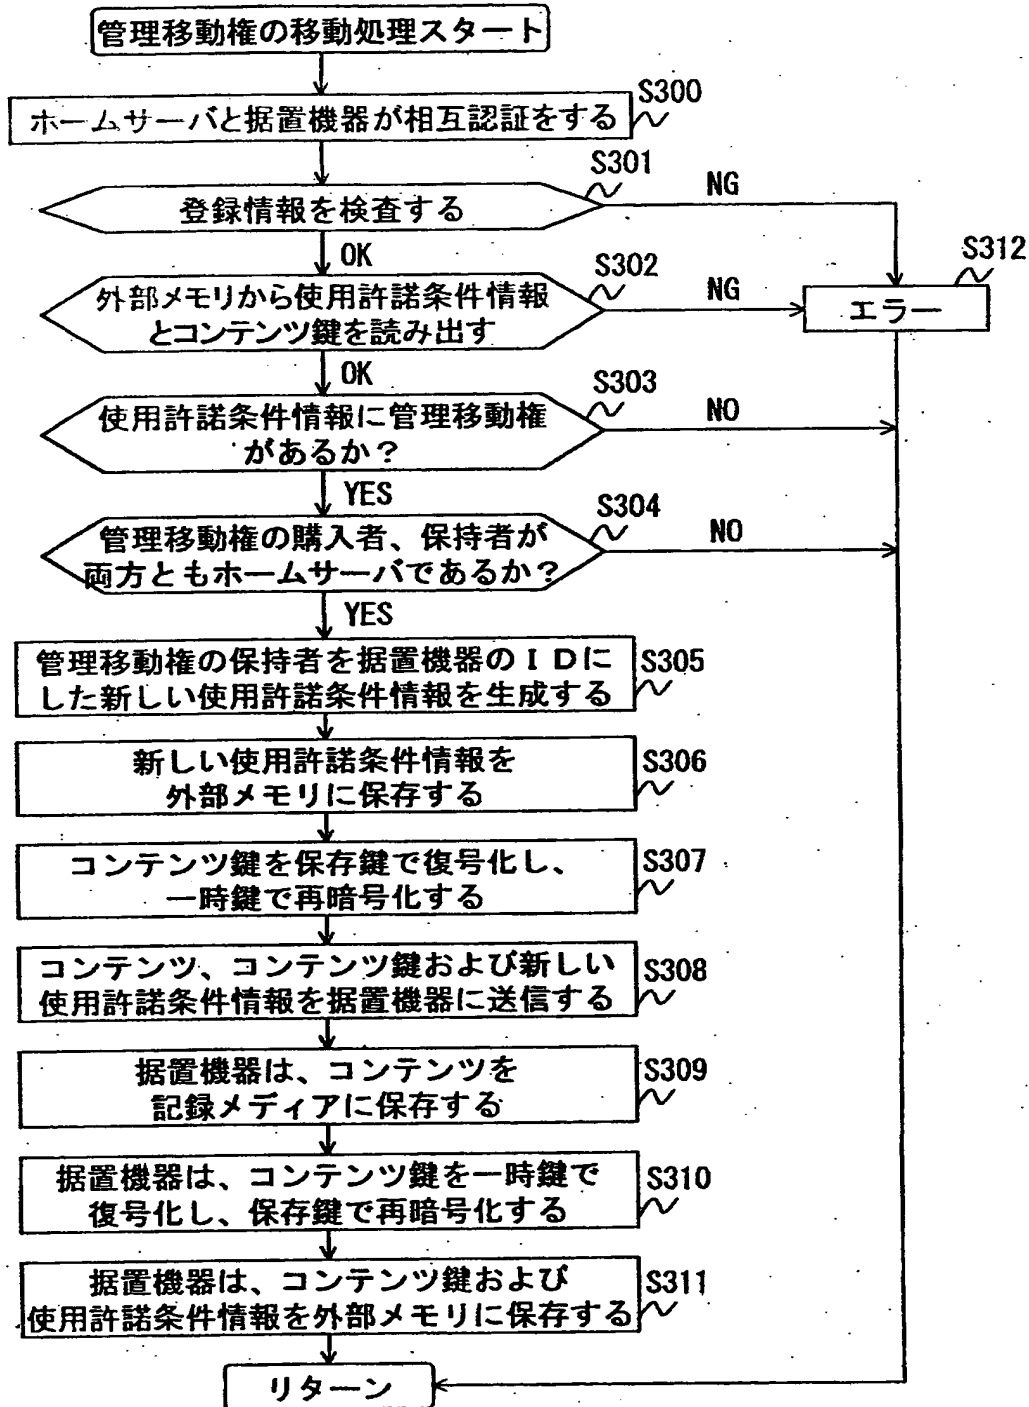 管理移動権の移動処理スタート
S300
ホームサーバと据置機器が相互認証をする
S301
NG
登録情報を検査する
OK
S302
NG
S312
外部メモリから使用許諾条件情報
とコンテンツ鍵を読み出す
エラー
OK
S303
NO
使用許諾条件情報に管理移動権
があるか?
YES
S304
NO
管理移動権の購入者、保持者が
両方ともホームサーバであるか?
YES
管理移動権の保持者を据置機器のIDに
した新しい使用許諾条件情報を生成する
S305
新しい使用許諾条件情報を
外部メモリに保存する
S306
コンテンツ鍵を保存鍵で復号化し、
一時鍵で再暗号化する
S307
コンテンツ、コンテンツ鍵および新しい
使用許諾条件情報を据置機器に送信する
S308
据置機器は、コンテンツを
記録メディアに保存する
S309
据置機器は、コンテンツ鍵を一時鍵で
復号化し、保存鍵で再暗号化する
S310
据置機器は、コンテンツ鍵および
使用許諾条件情報を外部メモリに保存する
S311
リターン